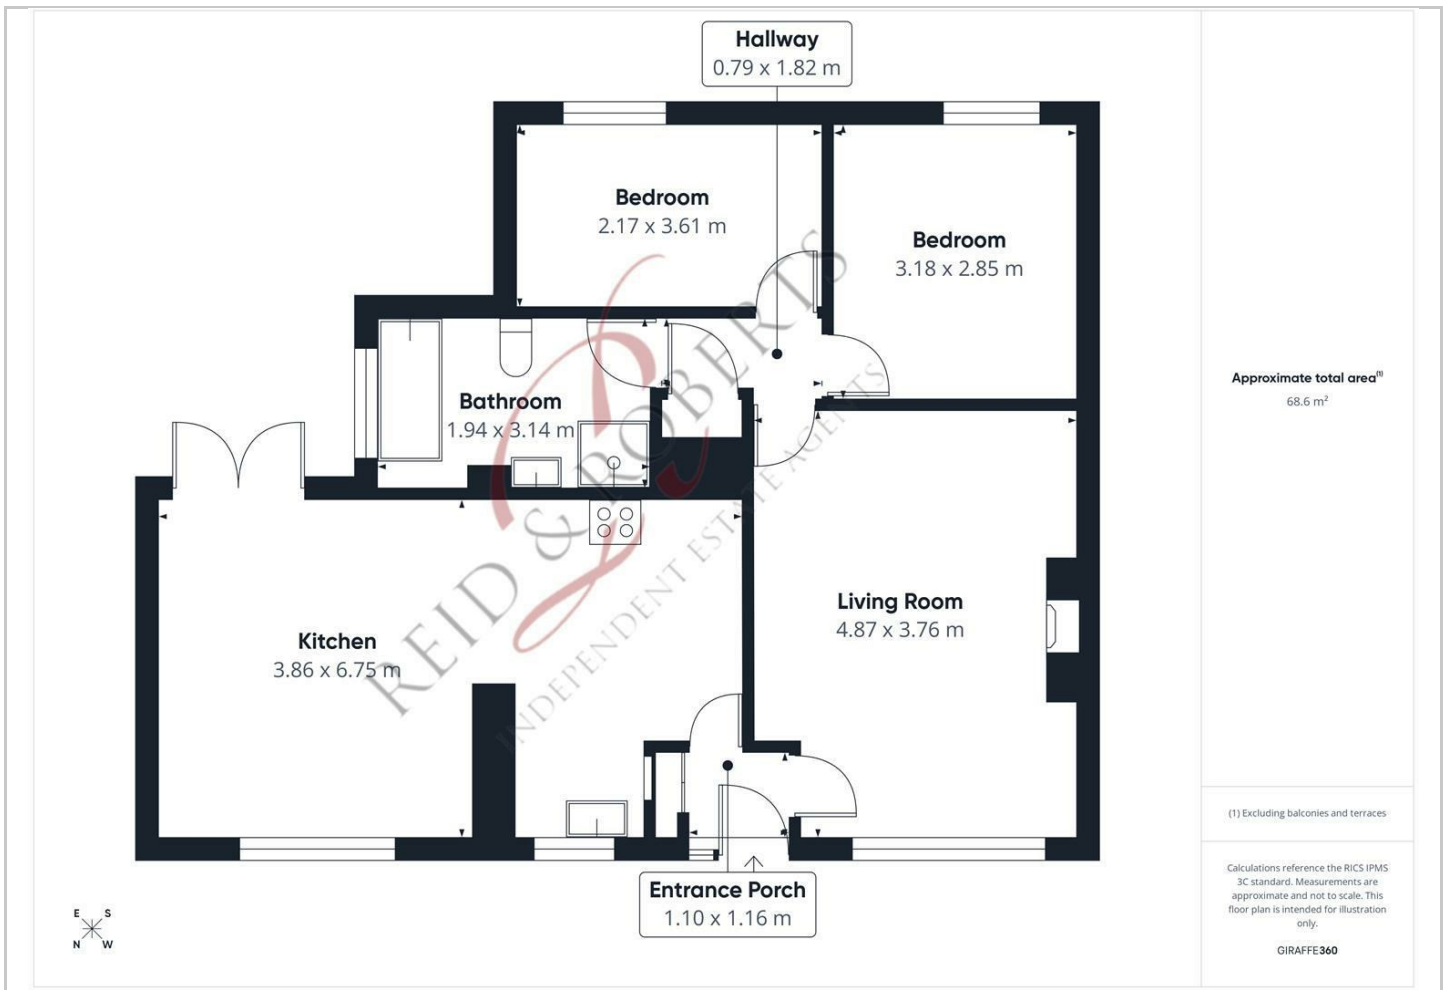 Hallway
0.79 x 1.82 m
Bedroom
2.17 x 3.61 m
Bedroom
3.18 x 2.85 m
Bathroom
1.94 x 3.14 m
Kitchen
3.86 x 6.75 m
Living Room
4.87 x 3.76 m
Entrance Porch
1.10 x 1.16 m
REID & ROBERTS
INDEPENDENT ESTATE AGENTS
E S
N W
Approximate total area(1)
68.6 m²
(1) Excluding balconies and terraces
Calculations reference the RICS IPMS
3C standard. Measurements are
approximate and not to scale. This
floor plan is intended for illustration
only.
GIRAFFE360